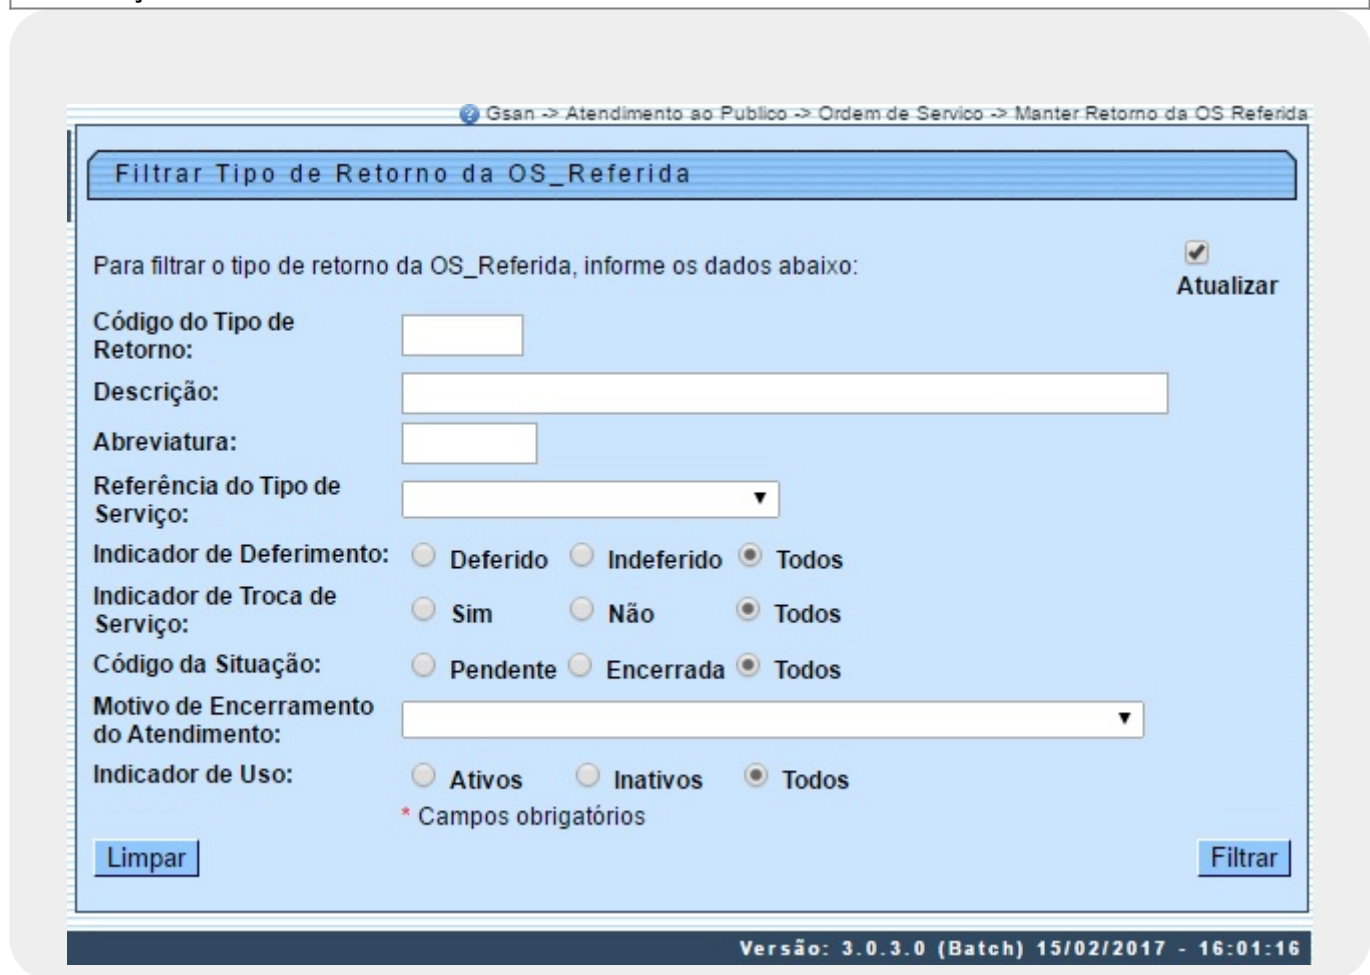 Gsan -> Atendimento ao Publico -> Ordem de Servico -> Manter Retorno da OS Referida
Filtrar Tipo de Retorno da OS_Referida
Para filtrar o tipo de retorno da OS_Referida, informe os dados abaixo:
Atualizar
Código do Tipo de
Retorno:
Descrição:
Abreviatura:
Referência do Tipo de
Serviço:
Indicador de Deferimento: Deferido Indeferido Todos
Indicador de Troca de
Serviço: Sim Não Todos
Código da Situação: Pendente Encerrada Todos
Motivo de Encerramento
do Atendimento:
Indicador de Uso: Ativos Inativos Todos
* Campos obrigatórios
Limpar Filtrar
Versão: 3.0.3.0 (Batch) 15/02/2017 - 16:01:16